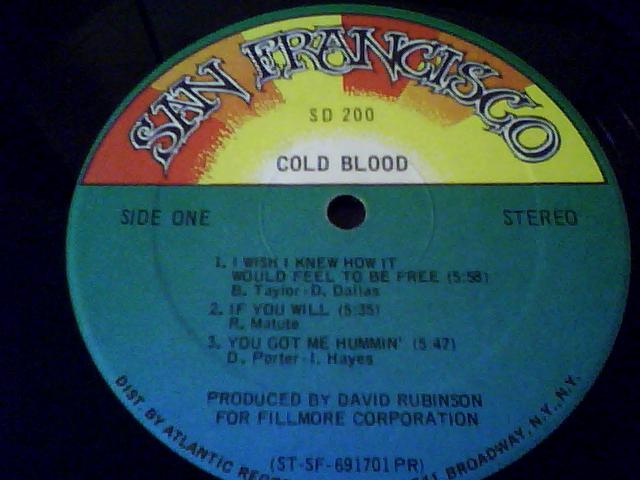 SAN FRANCISCO
SD 200
COLD BLOOD
SIDE ONE
STEREO
1. I WISH I KNEW HOW IT
WOULD FEEL TO BE FREE (5:58)
B. Taylor-D. Dallas
2. IF YOU WILL (5:35)
R. Matute
3. YOU GOT ME HUMMIN' (5:47)
D. Porter-I. Hayes
PRODUCED BY DAVID RUBINSON
FOR FILLMORE CORPORATION
(ST-SF-691701 PR)
DIST. BY ATLANTIC BROADWAY, N.Y., N.Y.